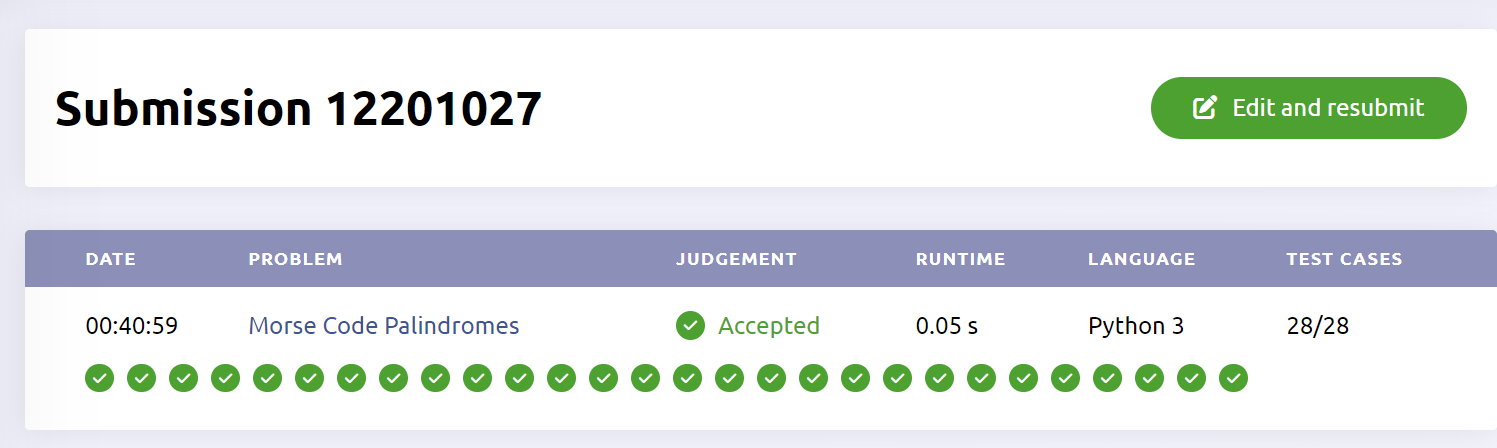 Submission 12201027
Edit and resubmit
DATE PROBLEM JUDGEMENT RUNTIME LANGUAGE TEST CASES
00:40:59 Morse Code Palindromes Accepted 0.05 s Python 3 28/28